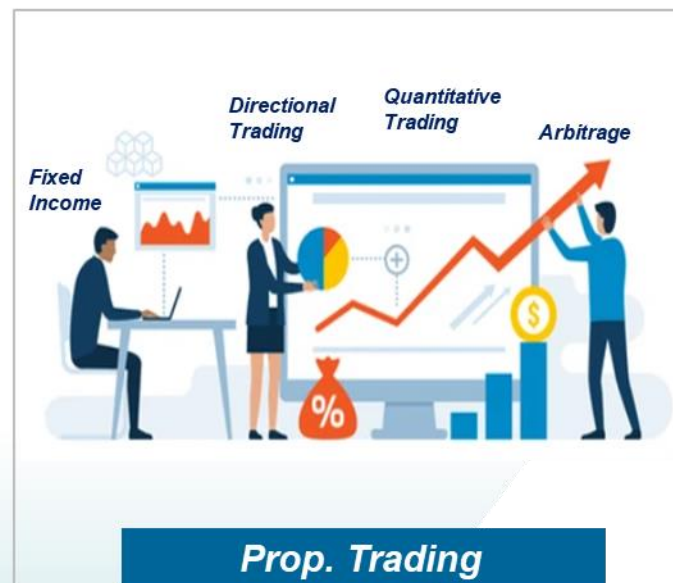 Fixed
Income
Directional
Trading
Quantitative
Trading
Arbitrage
%
$
Prop. Trading